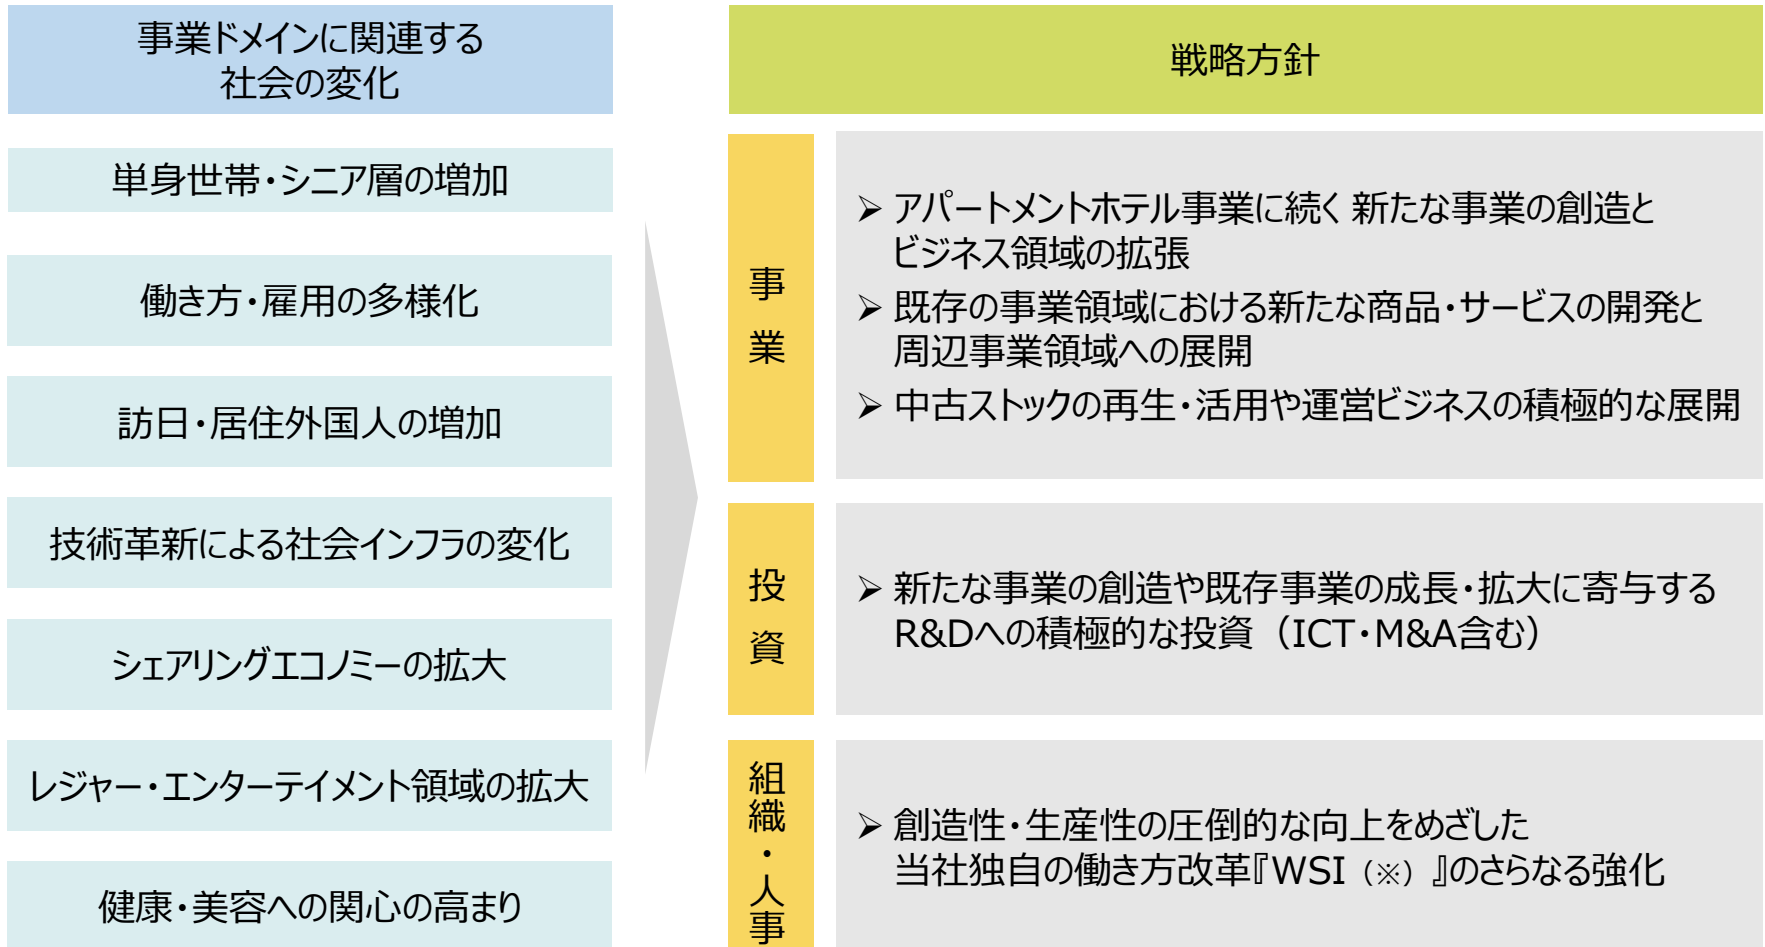 事業ドメインに関連する
社会の変化
単身世帯・シニア層の増加
働き方・雇用の多様化
訪日・居住外国人の増加
技術革新による社会インフラの変化
シェアリングエコノミーの拡大
レジャー・エンターテイメント領域の拡大
健康・美容への関心の高まり
戦略方針
事業
➢ アパートメントホテル事業に続く 新たな事業の創造と
ビジネス領域の拡張
➢ 既存の事業領域における新たな商品・サービスの開発と
周辺事業領域への展開
➢ 中古ストックの再生・活用や運営ビジネスの積極的な展開
投資
➢ 新たな事業の創造や既存事業の成長・拡大に寄与する
R&Dへの積極的な投資（ICT・M&A含む）
組織・人事
➢ 創造性・生産性の圧倒的な向上をめざした
当社独自の働き方改革『WSI（※）』のさらなる強化